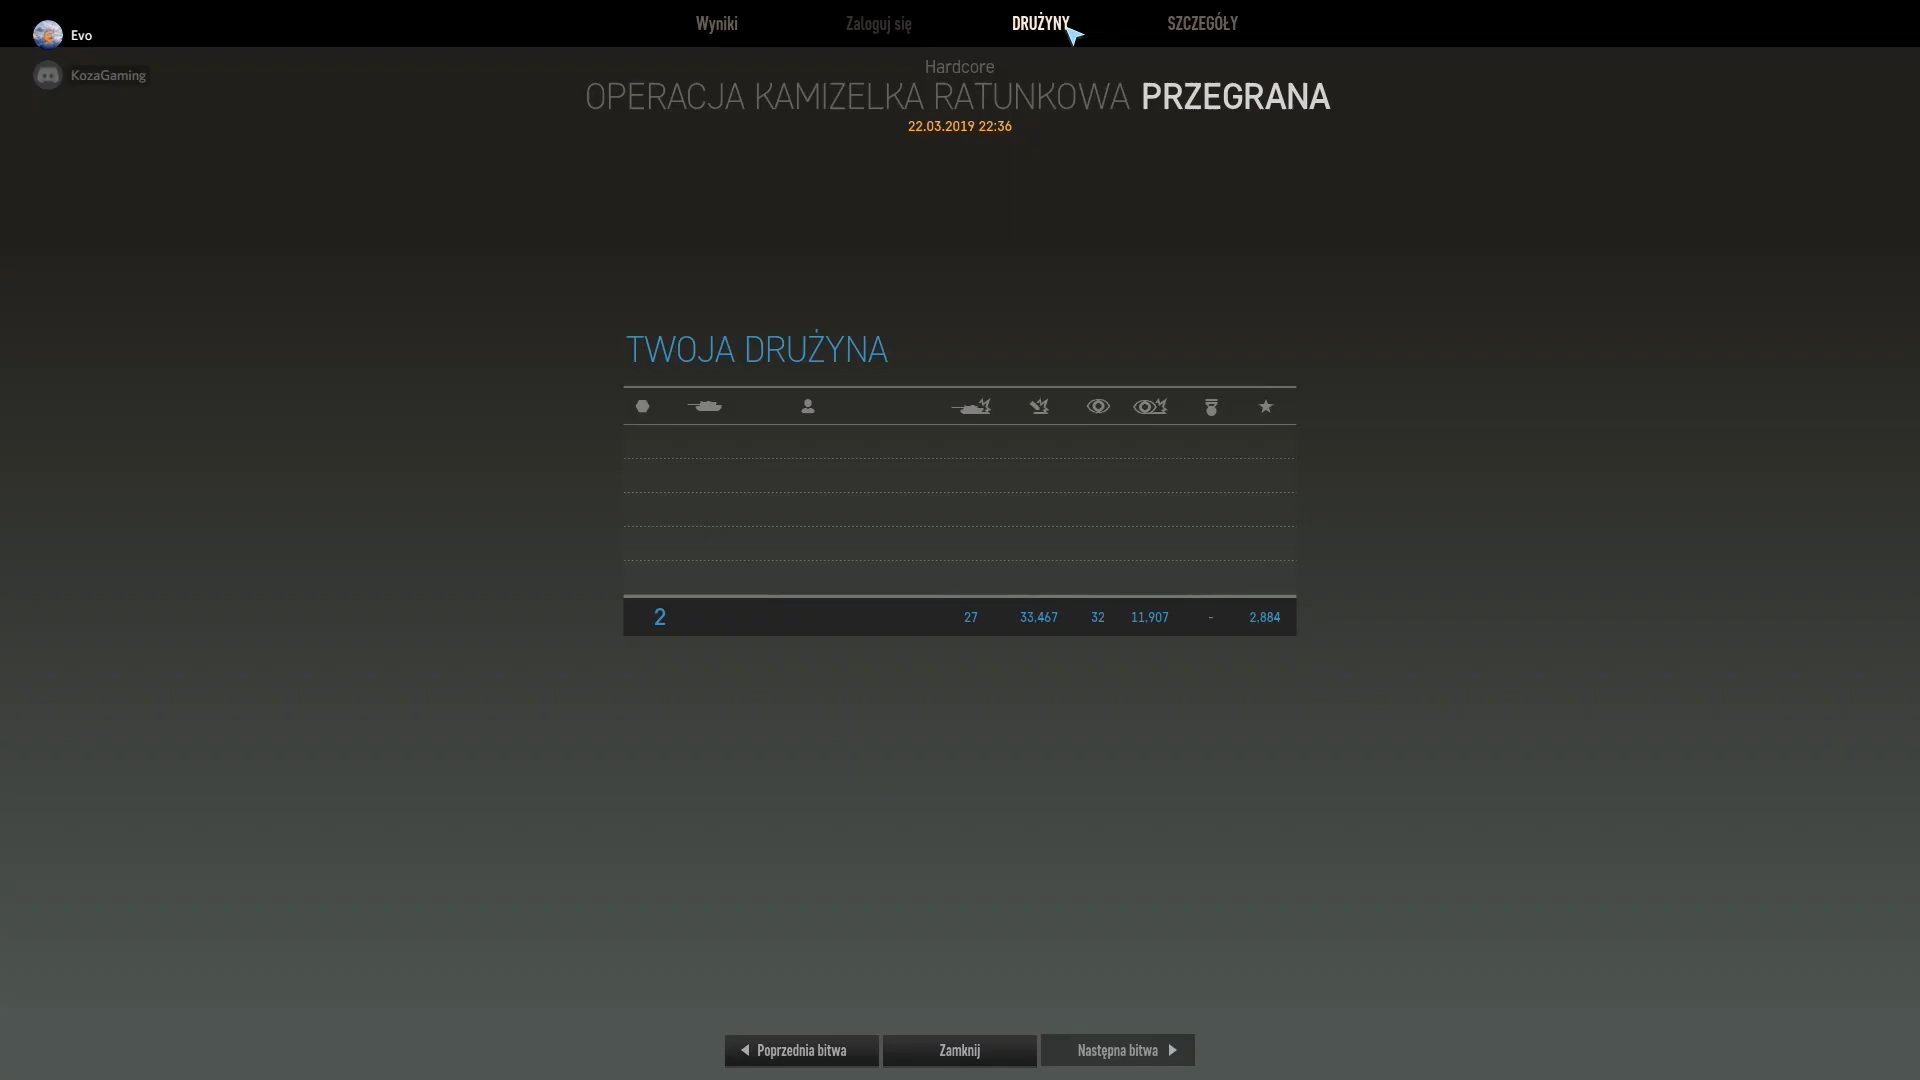 Evo
KozaGaming
Wyniki
Zaloguj się
DRUŻYNY
SZCZEGÓŁY
Hardcore
OPERACJA KAMIZELKA RATUNKOWA PRZEGRANA
22.03.2019 22:36
TWOJA DRUŻYNA
2 27 33,467 32 11,907 - 2,884
Poprzednia bitwa
Zamknij
Następna bitwa